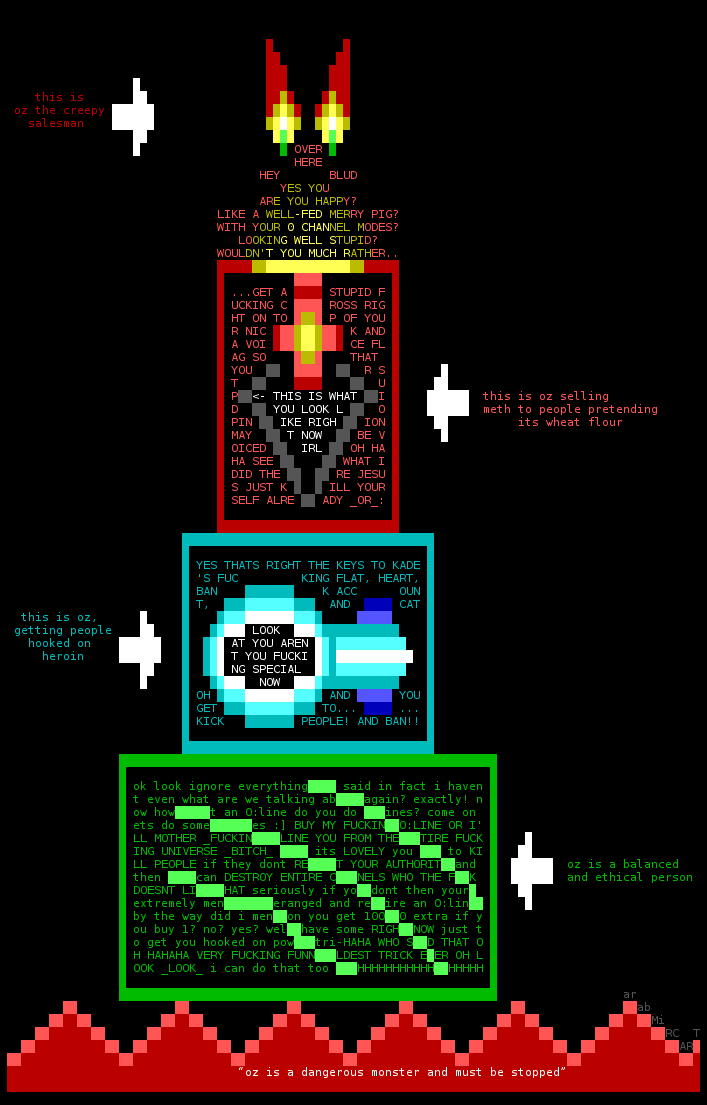 this is
oz the creepy
salesman
OVER
HERE
HEY BLUD
YES YOU
ARE YOU HAPPY?
LIKE A WELL-FED MERRY PIG?
WITH YOUR 0 CHANNEL MODES?
LOOKING WELL STUPID?
WOULDN'T YOU MUCH RATHER..
...GET A STUPID F
UCKING C ROSS RIG
HT ON TO P OF YOU
R NIC K AND
A VOI CE FL
AG SO THAT
YOU R S
T U
P <- THIS IS WHAT I
D YOU LOOK L O
PIN IKE RIGH ION
MAY T NOW BE V
OICED IRL OH HA
HA SEE WHAT I
DID THE RE JESU
S JUST K ILL YOUR
SELF ALRE ADY _OR_:
this is oz selling
meth to people pretending
its wheat flour
YES THATS RIGHT THE KEYS TO KADE
'S FUC KING FLAT, HEART,
BAN K ACC OUN
T, AND CAT
LOOK
AT YOU AREN
T YOU FUCKI
NG SPECIAL
NOW
OH AND YOU
GET TO... ...
KICK PEOPLE! AND BAN!!
this is oz,
getting people
hooked on
heroin
ok look ignore everything said in fact i haven
t even what are we talking ab again? exactly! n
ow how t an O:line do you do ines? come on
ets do some es :] BUY MY FUCKIN O:LINE OR I'
LL MOTHER _FUCKIN LINE YOU FROM THE TIRE FUCK
ING UNIVERSE _BITCH_ its LOVELY you to KI
LL PEOPLE if they dont RE T YOUR AUTHORIT and
then can DESTROY ENTIRE C NELS WHO THE F K
DOESNT LI HAT seriously if yo dont then your
extremely men eranged and re ire an O:lin
by the way did i men on you get 100 0 extra if y
ou buy 1? no? yes? wel have some RIGH NOW just t
o get you hooked on pow tri-HAHA WHO S D THAT O
H HAHAHA VERY FUCKING FUNN LDEST TRICK E ER OH L
OOK _LOOK_ i can do that too HHHHHHHHHHH HHHHH
oz is a balanced
and ethical person
ar
ab
Mi
RC T
AR
“oz is a dangerous monster and must be stopped”